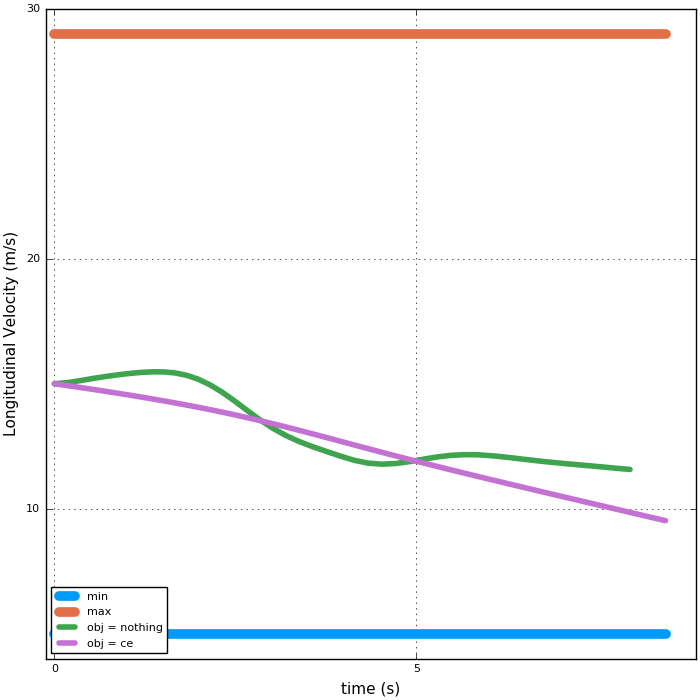 30
20
10
Longitudinal Velocity (m/s)
min
max
obj = nothing
obj = ce
0
5
time (s)